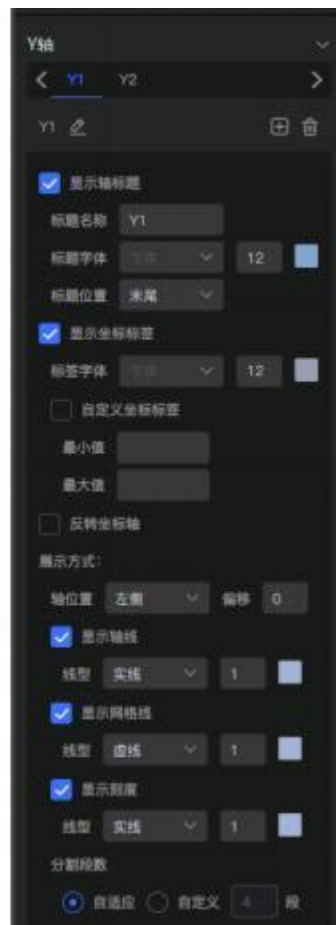 Y轴
Y1 Y2
Y1
显示轴标题
标题名称 Y1
标题字体 字体 12
标题位置 末尾
显示坐标标签
标签字体 字体 12
自定义坐标标签
最小值
最大值
反转坐标轴
展示方式：
轴位置 左侧 偏移 0
显示轴线
线型 实线 1
显示网格线
线型 虚线 1
显示刻度
线型 实线 1
分割段数
自适应 自定义 4 段